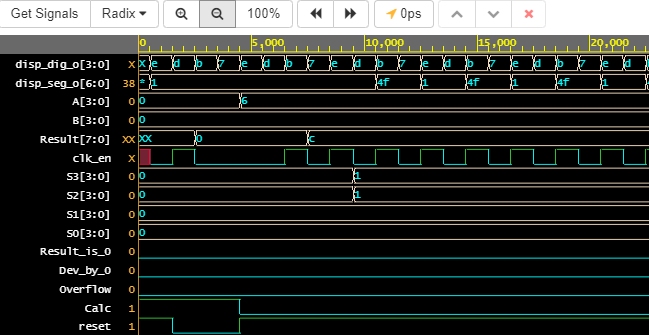 Get Signals Radix 100% 0ps
0 5,000 10,000 15,000 20,000
disp_dig_o[3:0] X X e d b 7 e d b 7 e d b 7 e d b 7 e d b 7 e d
disp_seg_o[6:0] 38 * 1 4f 1 4f 1 4f 1
A[3:0] 0 0 6
B[3:0] 0 0
Result[7:0] XX XX 0 c
clk_en X
S3[3:0] 0 0 1
S2[3:0] 0 0 1
S1[3:0] 0 0
S0[3:0] 0 0
Result_is_0 0
Dev_by_0 0
Overflow 0
Calc 1
reset 1